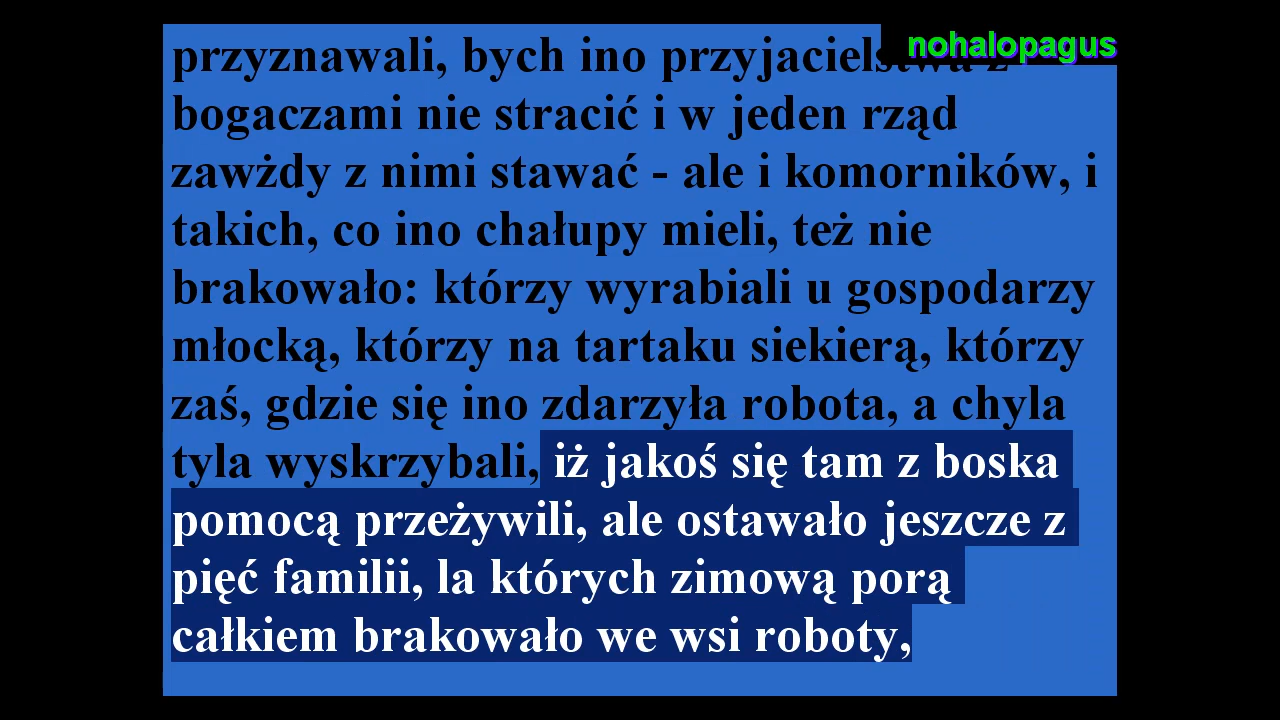 nohalopagus
przyznawali, bych ino przyjacielstwa z
bogaczami nie stracić i w jeden rząd
zawżdy z nimi stawać - ale i komorników, i
takich, co ino chałupy mieli, też nie
brakowało: którzy wyrabiali u gospodarzy
młocką, którzy na tartaku siekierą, którzy
zaś, gdzie się ino zdarzyła robota, a chyla
tyla wyskrzybali, iż jakoś się tam z boska
pomocą przeżywili, ale ostawało jeszcze z
pięć familii, la których zimową porą
całkiem brakowało we wsi roboty,